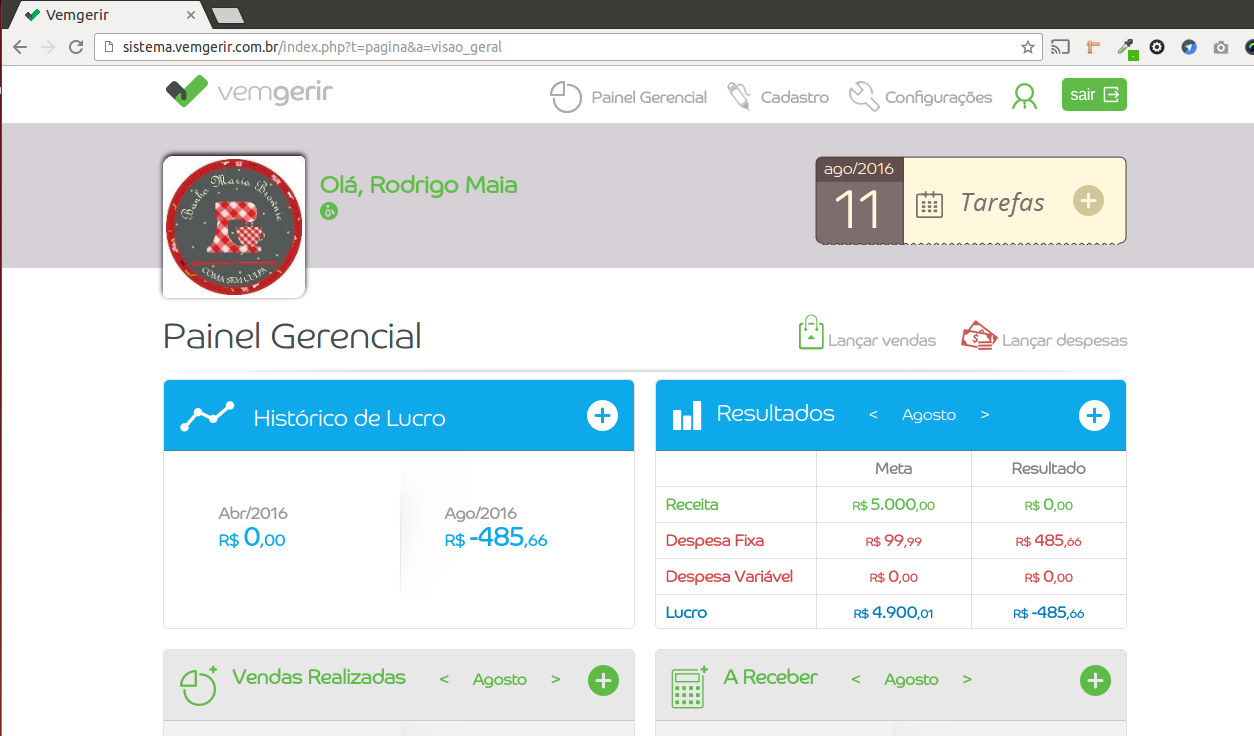 Vemgerir
sistema.vemgerir.com.br/index.php?t=pagina&a=visao_geral
vemgerir
Painel Gerencial
Cadastro
Configurações
sair
Banho Maria Brownie
COMA SEM CULPA
Olá, Rodrigo Maia
ago/2016
11
Tarefas
Painel Gerencial
Lançar vendas
Lançar despesas
Histórico de Lucro
Abr/2016
R$ 0,00
Ago/2016
R$ -485,66
Resultados < Agosto >
Meta Resultado
Receita R$ 5.000,00 R$ 0,00
Despesa Fixa R$ 99,99 R$ 485,66
Despesa Variável R$ 0,00 R$ 0,00
Lucro R$ 4.900,01 R$ -485,66
Vendas Realizadas < Agosto >
A Receber < Agosto >